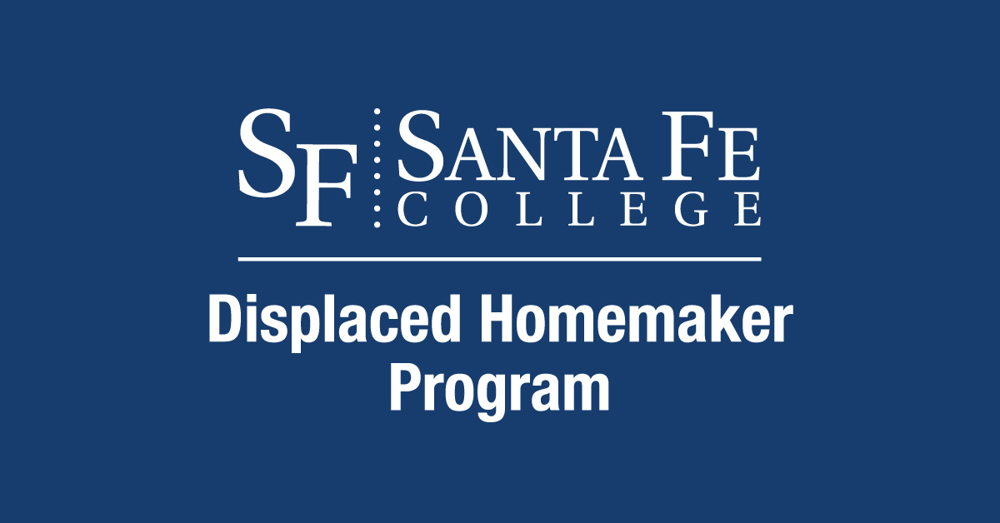 SF
SANTA FE
COLLEGE
Displaced Homemaker
Program